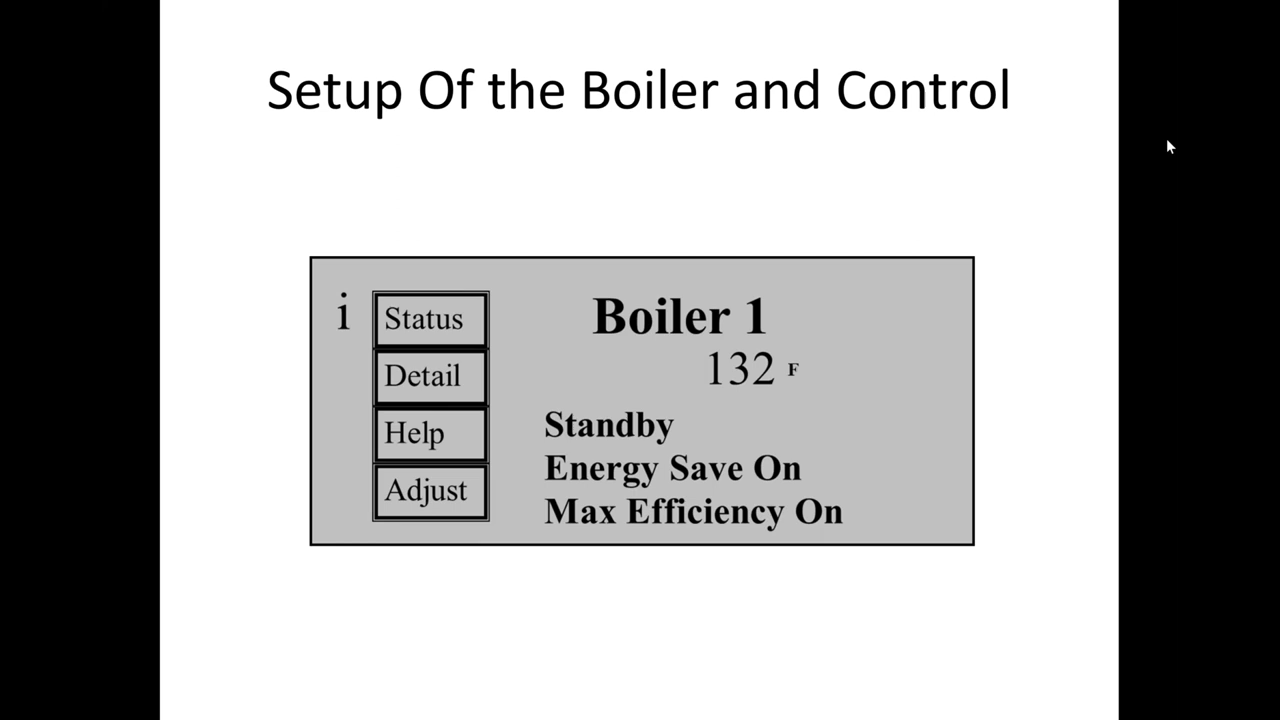 Setup Of the Boiler and Control
i
Status
Detail
Help
Adjust
Boiler 1
132 F
Standby
Energy Save On
Max Efficiency On